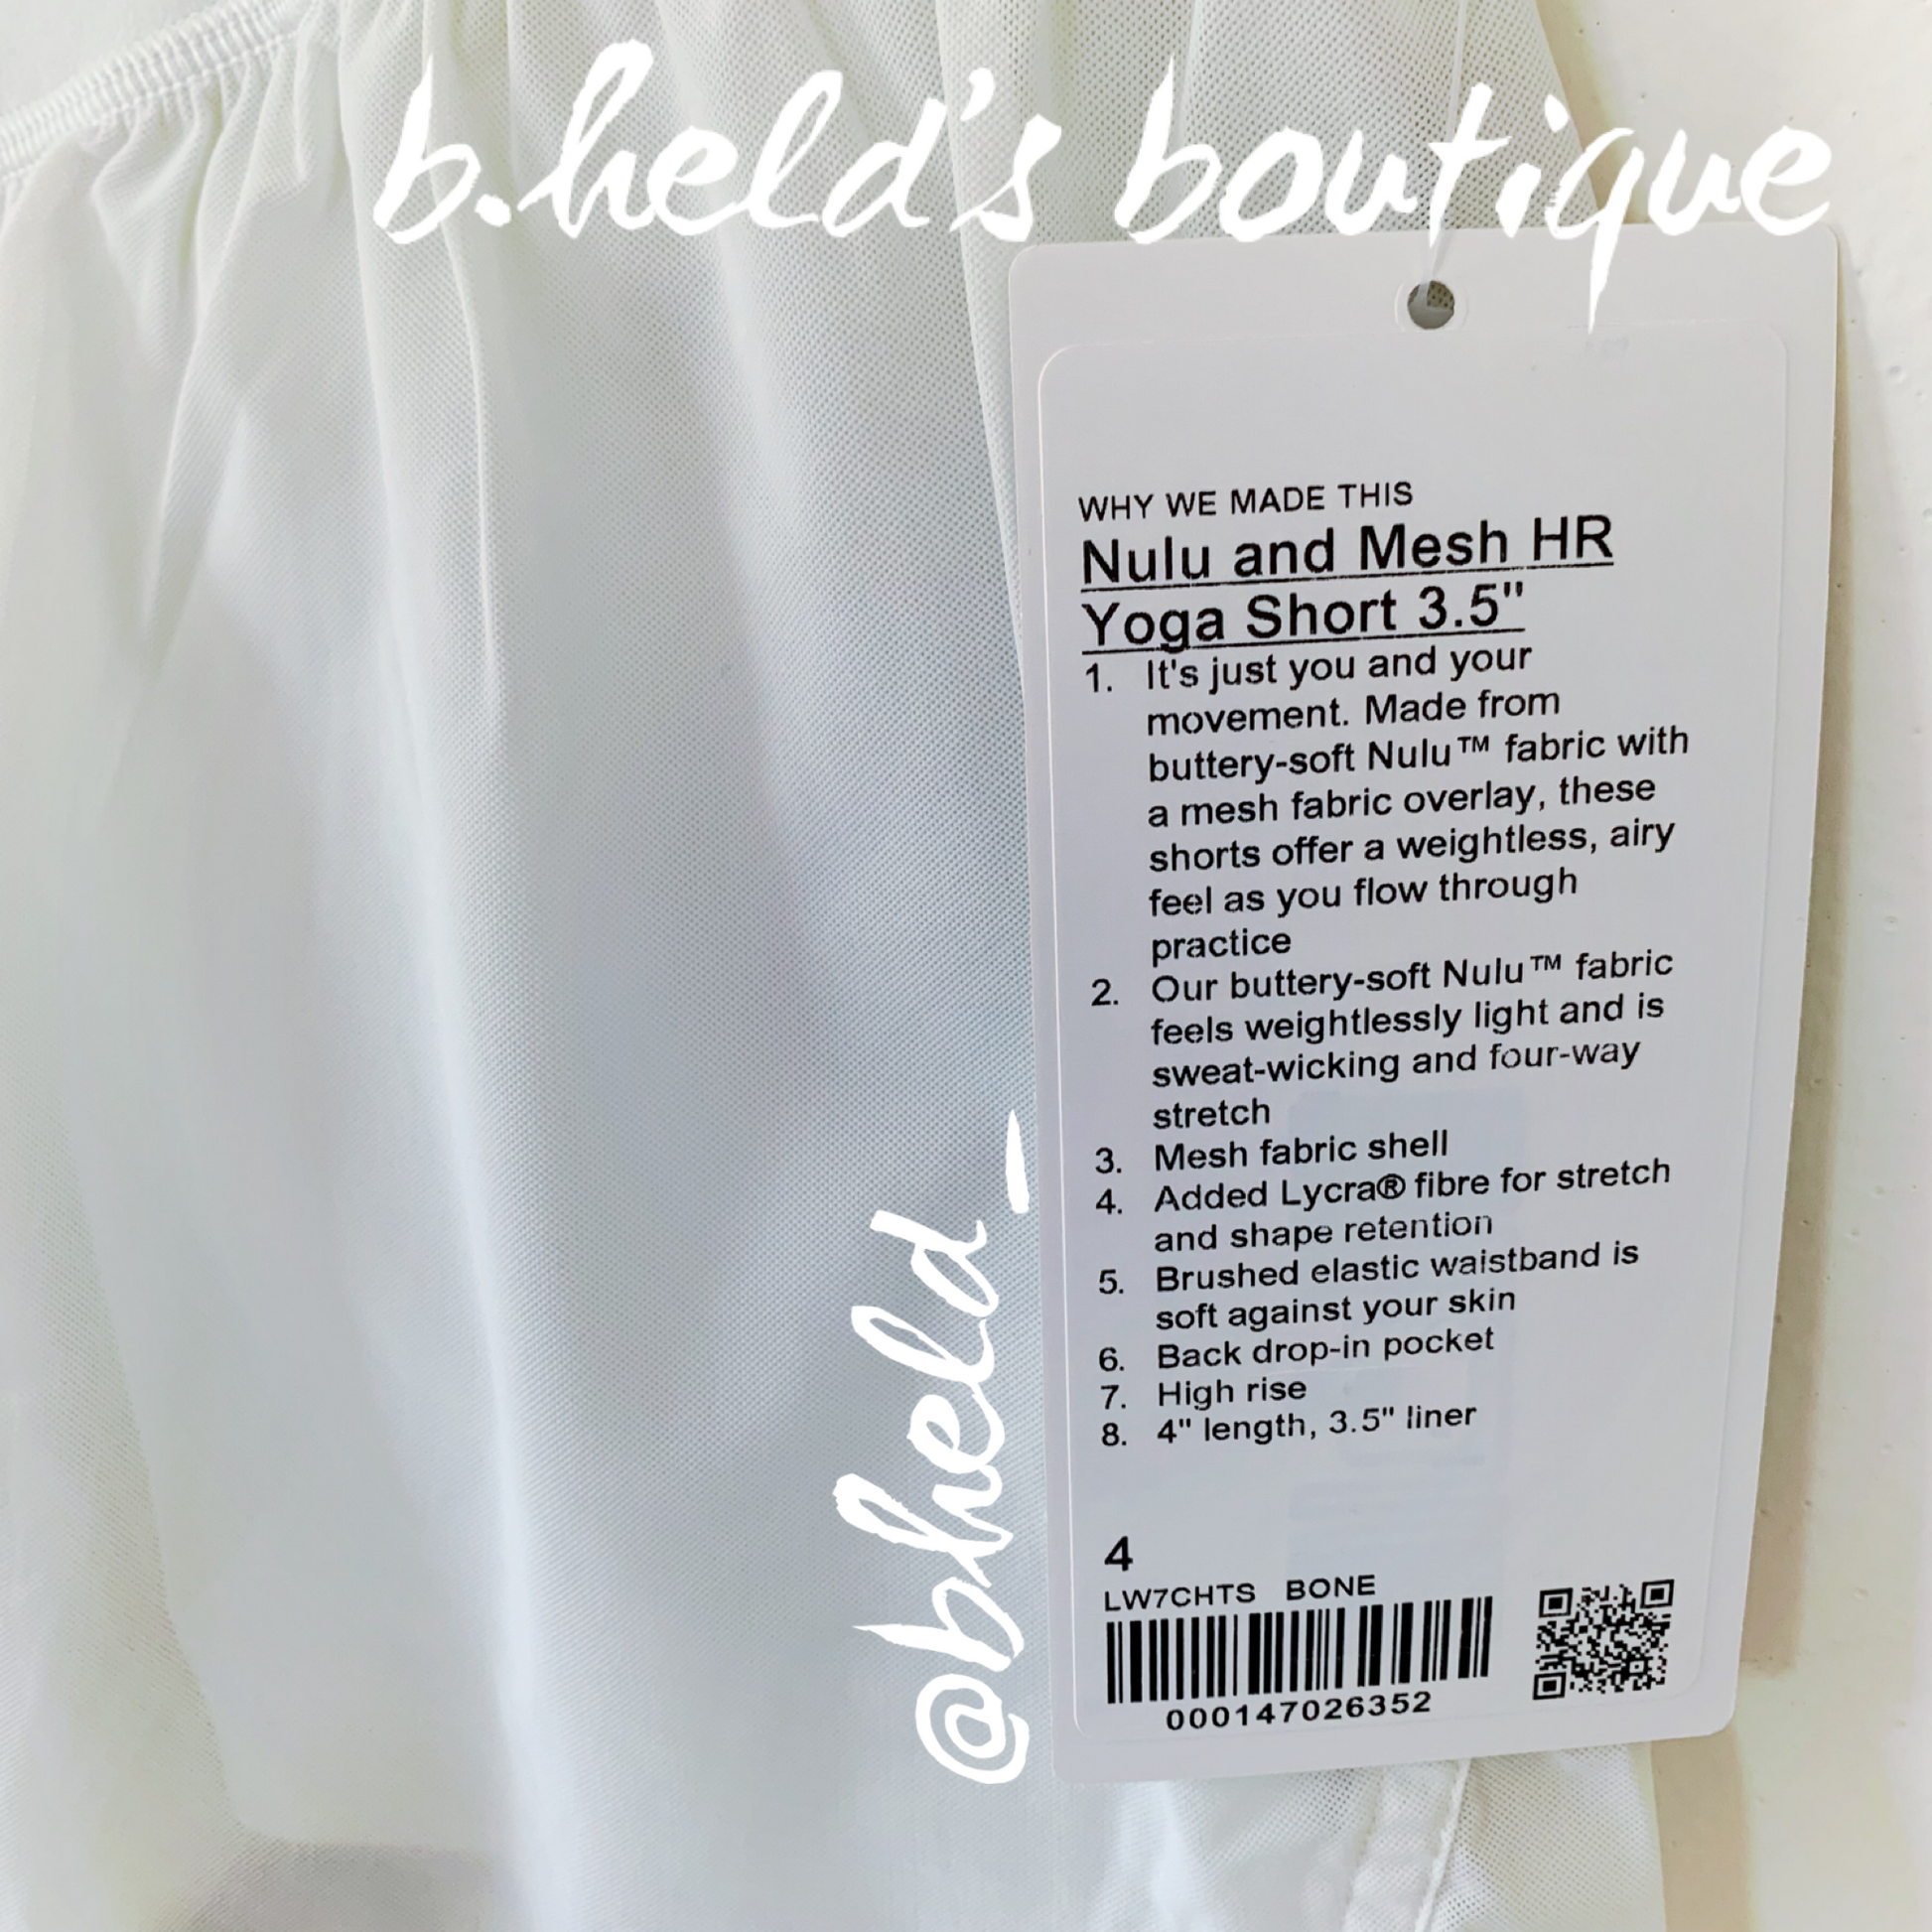 b.held's boutique
WHY WE MADE THIS
Nulu and Mesh HR
Yoga Short 3.5"
1. It's just you and your
movement. Made from
buttery-soft Nulu™ fabric with
a mesh fabric overlay, these
shorts offer a weightless, airy
feel as you flow through
practice
2. Our buttery-soft Nulu™ fabric
feels weightlessly light and is
sweat-wicking and four-way
stretch
3. Mesh fabric shell
4. Added Lycra® fibre for stretch
and shape retention
5. Brushed elastic waistband is
soft against your skin
6. Back drop-in pocket
7. High rise
8. 4" length, 3.5" liner
4
LW7CHTS BONE
000147026352
@bheld_